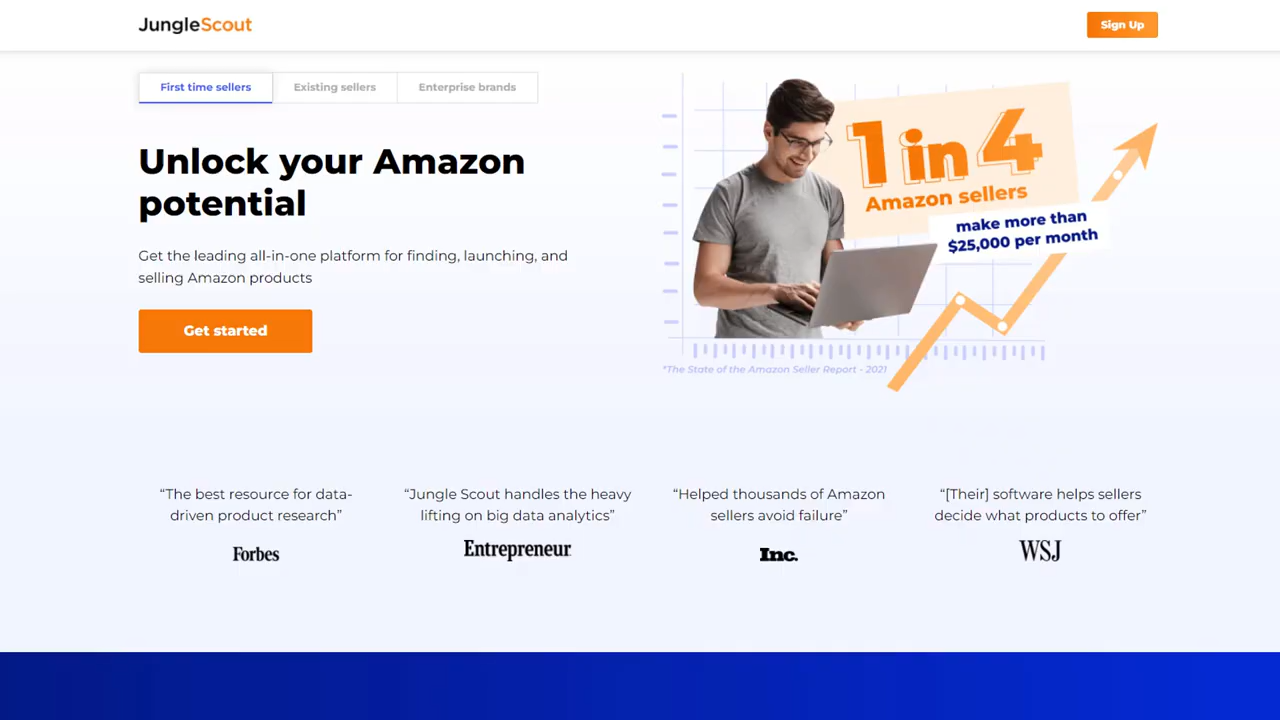 JungleScout
Sign Up
First time sellers
Existing sellers
Enterprise brands
Unlock your Amazon
potential
Get the leading all-in-one platform for finding, launching, and
selling Amazon products
Get started
1 in 4
Amazon sellers
make more than
$25,000 per month
*The State of the Amazon Seller Report - 2021
“The best resource for data-
driven product research”
Forbes
“Jungle Scout handles the heavy
lifting on big data analytics”
Entrepreneur
“Helped thousands of Amazon
sellers avoid failure”
Inc.
“[Their] software helps sellers
decide what products to offer”
WSJ